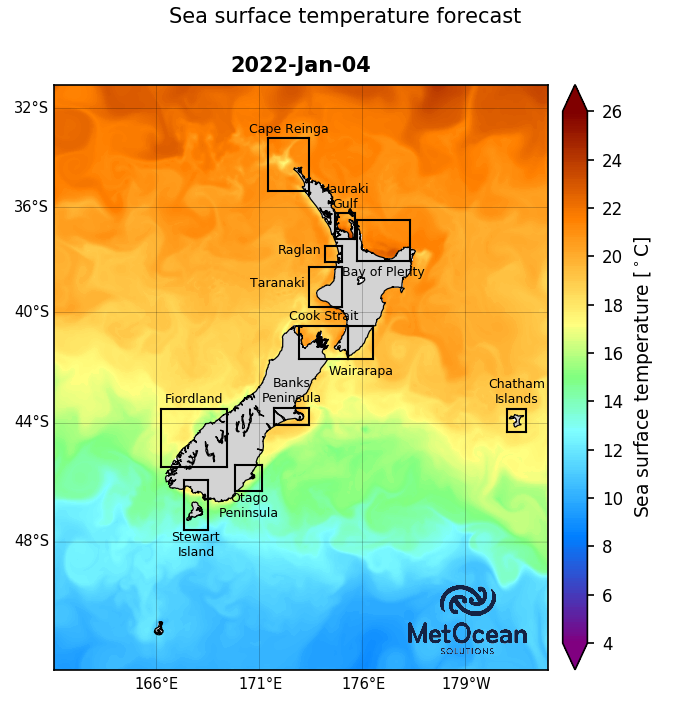 Sea surface temperature forecast
2022-Jan-04
32°S
36°S
40°S
44°S
48°S
166°E
171°E
176°E
179°W
Cape Reinga
Hauraki
Gulf
Raglan
Bay of Plenty
Taranaki
Cook Strait
Wairarapa
Banks
Peninsula
Fiordland
Chatham
Islands
Otago
Peninsula
Stewart
Island
MetOcean
SOLUTIONS
26
24
22
20
18
16
14
12
10
8
6
4
Sea surface temperature [°C]